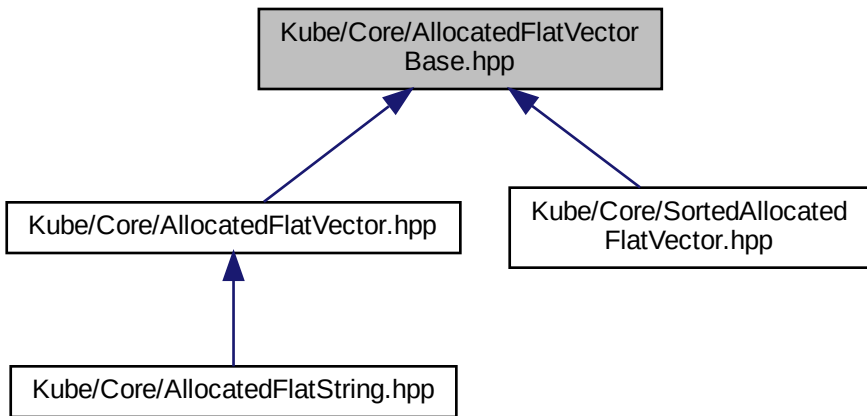 Kube/Core/AllocatedFlatVector
Base.hpp
Kube/Core/AllocatedFlatVector.hpp
Kube/Core/SortedAllocated
FlatVector.hpp
Kube/Core/AllocatedFlatString.hpp